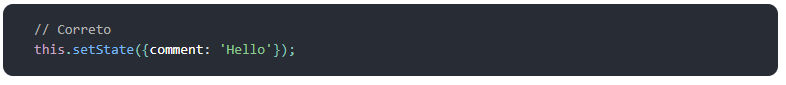 // Correto
this.setState({comment: 'Hello'});